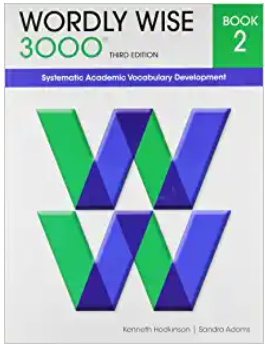 WORDLY WISE
3000® THIRD EDITION
BOOK
2
Systematic Academic Vocabulary Development
W
W
Kenneth Hodkinson | Sandra Adams